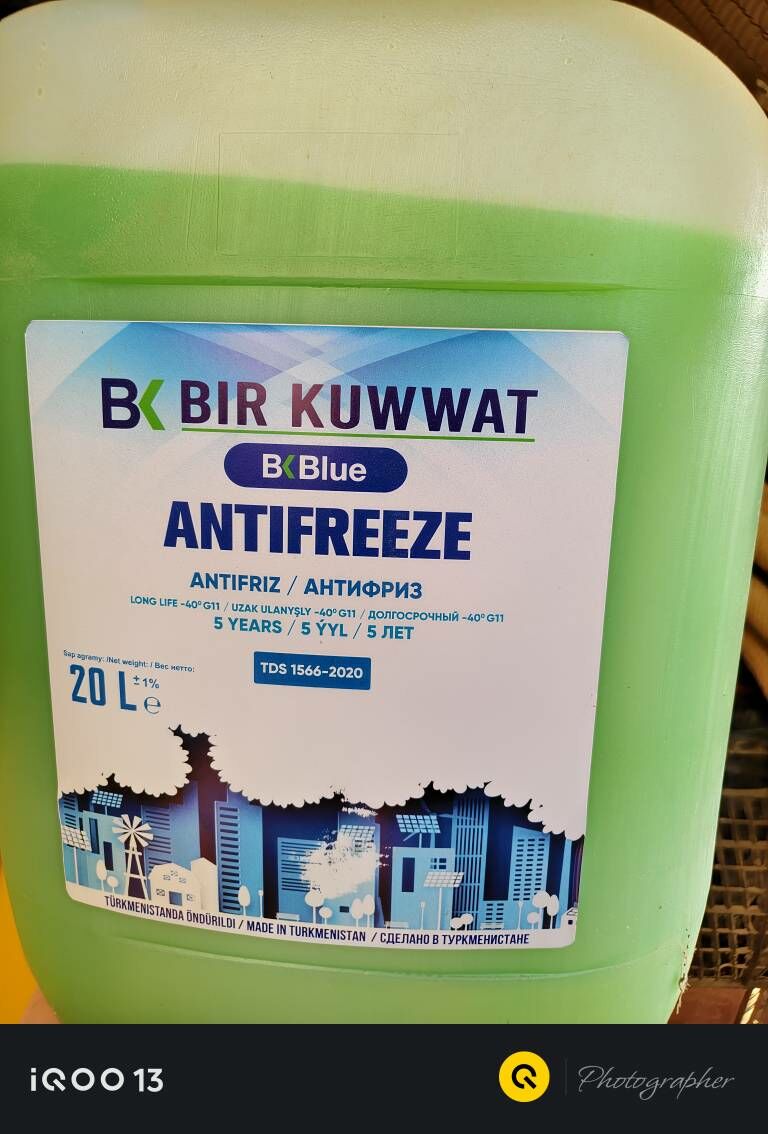 BK BIR KUWWAT
BK Blue
ANTIFREEZE
ANTIFRIZ / АНТИФРИЗ
LONG LIFE -40° G11 / UZAK ULANYŞLY -40° G11 / ДОЛГОСРОЧНЫЙ -40° G11
5 YEARS / 5 ÝYL / 5 ЛЕТ
Sap agramy: /Net weight: / Вес нетто:
20 L ± 1% ℮
TDS 1566-2020
TÜRKMENISTANDA ÖNDÜRILDI / MADE IN TURKMENISTAN / СДЕЛАНО В ТУРКМЕНИСТАНЕ
iQOO 13
Photographer